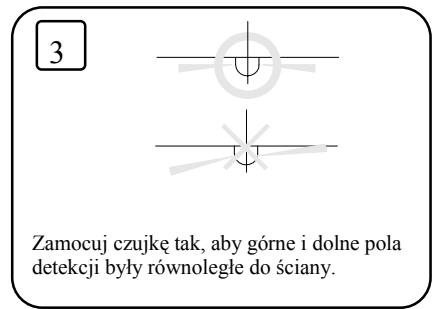 3
Zamocuj czujkę tak, aby górne i dolne pola
detekcji były równoległe do ściany.